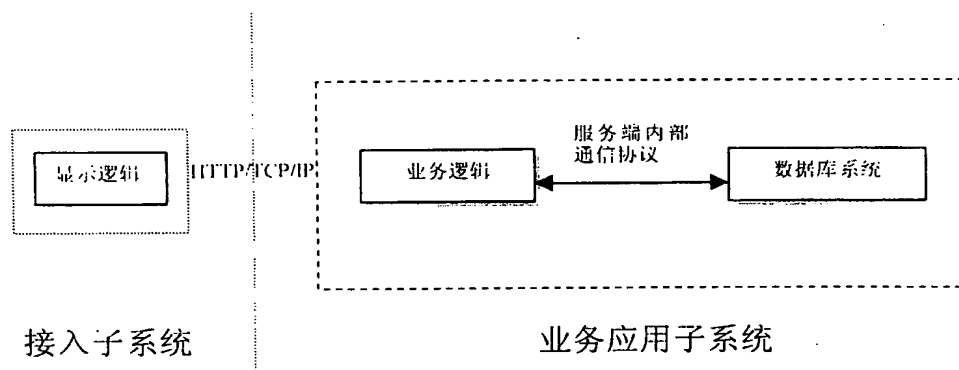 服务端内部
通信协议
显示逻辑
HTTP/TCP/IP
业务逻辑
数据库系统
接入子系统
业务应用子系统